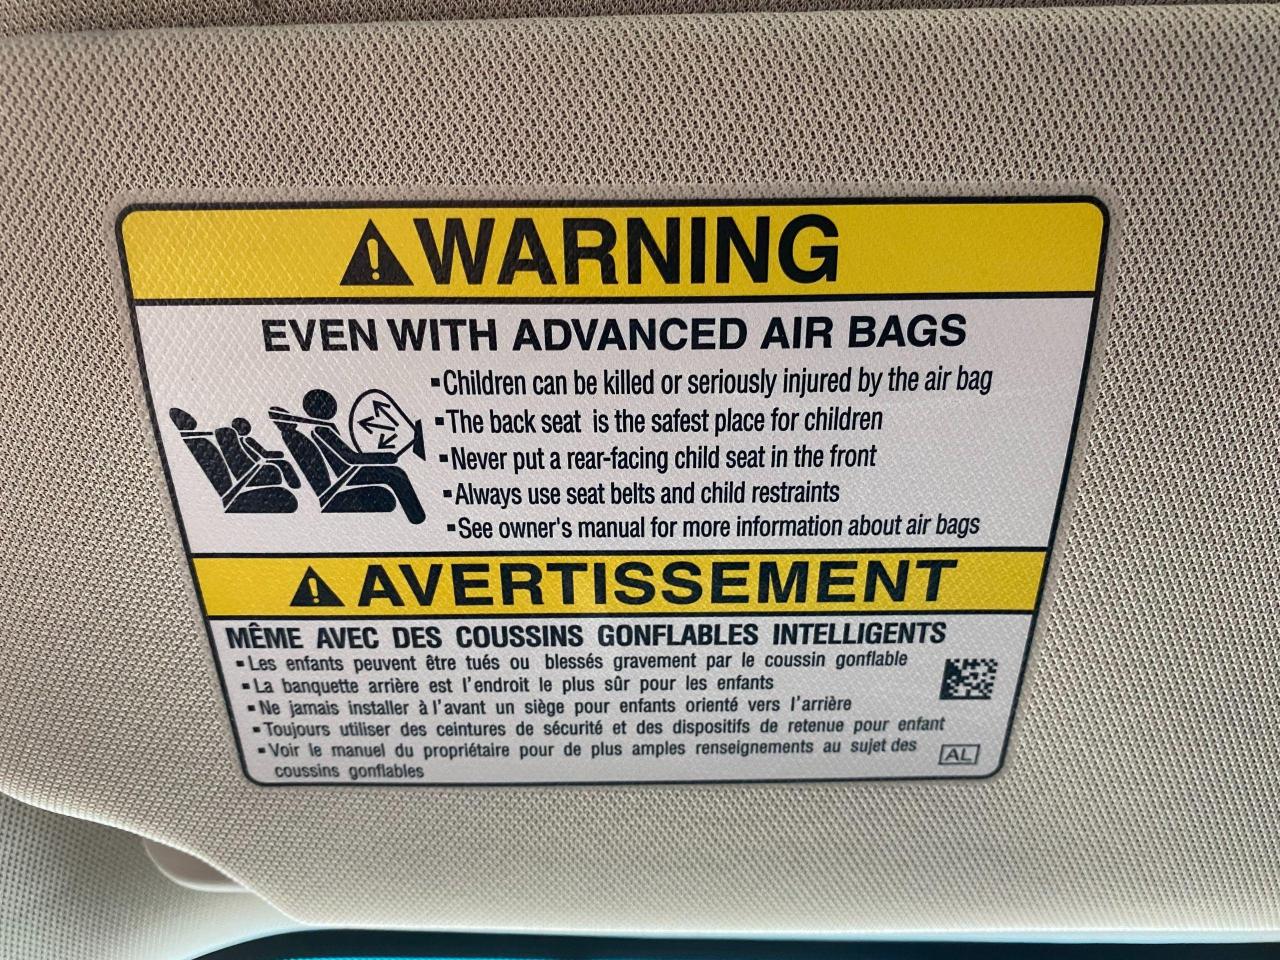 WARNING
EVEN WITH ADVANCED AIR BAGS
▪Children can be killed or seriously injured by the air bag
▪The back seat is the safest place for children
▪Never put a rear-facing child seat in the front
▪Always use seat belts and child restraints
▪See owner's manual for more information about air bags
AVERTISSEMENT
MÊME AVEC DES COUSSINS GONFLABLES INTELLIGENTS
▪Les enfants peuvent être tués ou blessés gravement par le coussin gonflable
▪La banquette arrière est l'endroit le plus sûr pour les enfants
▪Ne jamais installer à l'avant un siège pour enfants orienté vers l'arrière
▪Toujours utiliser des ceintures de sécurité et des dispositifs de retenue pour enfant
▪Voir le manuel du propriétaire pour de plus amples renseignements au sujet des
coussins gonflables
AL